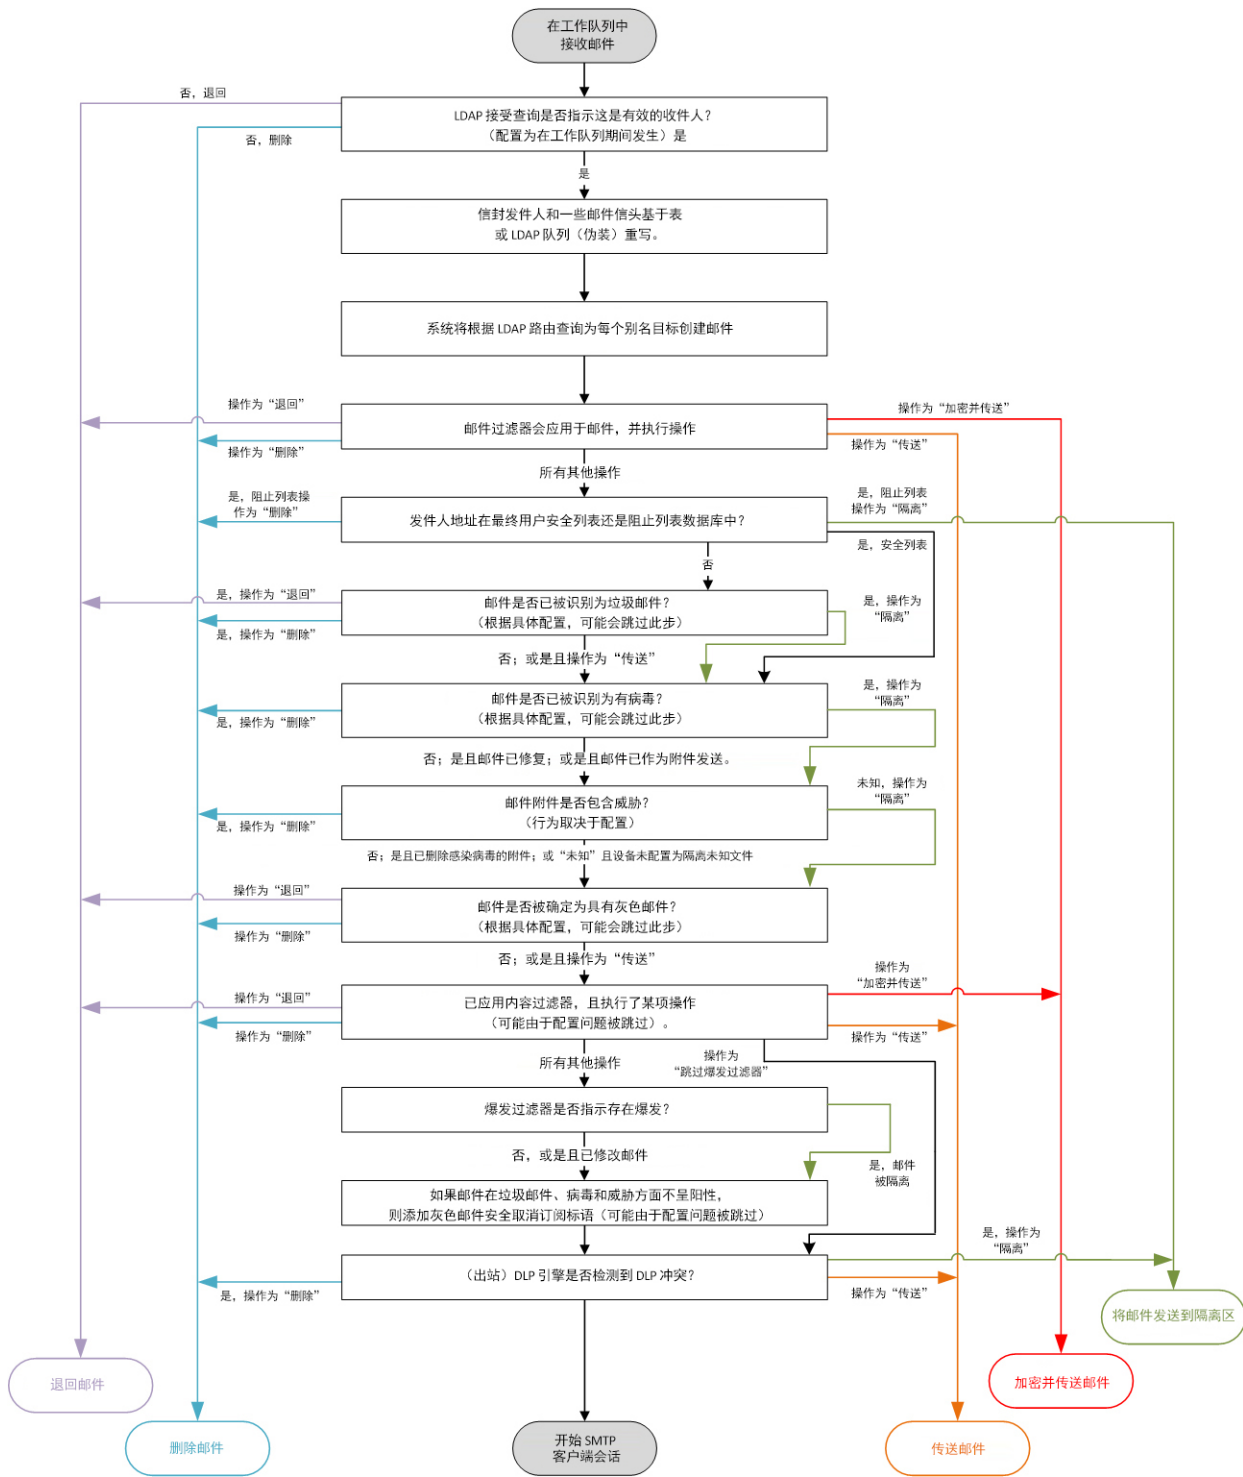 在工作队列中
接收邮件
否，退回
LDAP 接受查询是否指示这是有效的收件人？
（配置为在工作队列期间发生）是
否，删除
是
信封发件人和一些邮件信头基于表
或 LDAP 队列（伪装）重写。
系统将根据 LDAP 路由查询为每个别名目标创建邮件
操作为“退回”
操作为“加密并传送”
邮件过滤器会应用于邮件，并执行操作
操作为“删除”
操作为“传送”
所有其他操作
是，阻止列表操
作为“删除”
是，阻止列表
操作为“隔离”
发件人地址在最终用户安全列表还是阻止列表数据库中？
是，安全列表
否
是，操作为“退回”
邮件是否已被识别为垃圾邮件？
（根据具体配置，可能会跳过此步）
是，操作为
“隔离”
是，操作为“删除”
否；或是且操作为“传送”
邮件是否已被识别为有病毒？
（根据具体配置，可能会跳过此步）
是，操作为
“隔离”
是，操作为“删除”
否；是且邮件已修复；或是且邮件已作为附件发送。
邮件附件是否包含威胁？
（行为取决于配置）
未知，操作为
“隔离”
是，操作为“删除”
否；是且已删除感染病毒的附件；或“未知”且设备未配置为隔离未知文件
操作为“退回”
邮件是否被确定为具有灰色邮件？
（根据具体配置，可能会跳过此步）
操作为“删除”
否；或是且操作为“传送”
操作为
“加密并传送”
操作为“退回”
已应用内容过滤器，且执行了某项操作
（可能由于配置问题被跳过）。
操作为“删除”
操作为“传送”
所有其他操作
操作为
“跳过爆发过滤器”
爆发过滤器是否指示存在爆发？
否，或是且已修改邮件
是，邮件
被隔离
如果邮件在垃圾邮件、病毒和威胁方面不呈阳性，
则添加灰色邮件安全取消订阅标语（可能由于配置问题被跳过）
是，操作为
“隔离”
（出站）DLP 引擎是否检测到 DLP 冲突？
是，操作为“删除”
操作为“传送”
将邮件发送到隔离区
退回邮件
加密并传送邮件
删除邮件
开始 SMTP
客户端会话
传送邮件